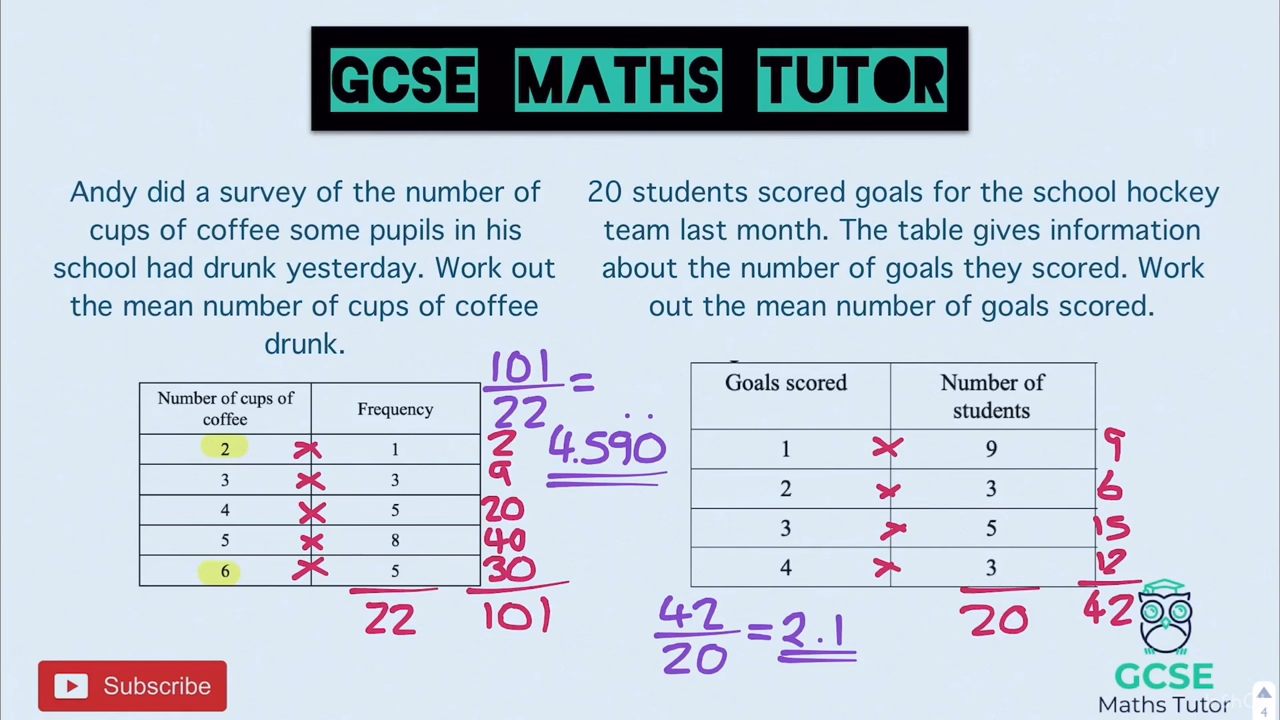 GCSE MATHS TUTOR
Andy did a survey of the number of
cups of coffee some pupils in his
school had drunk yesterday. Work out
the mean number of cups of coffee
drunk.
101
22
=
4.590
Number of cups of
coffee
Frequency
2 × 1 2
3 × 3 9
4 × 5 20
5 × 8 40
6 × 5 30
22 101
20 students scored goals for the school hockey
team last month. The table gives information
about the number of goals they scored. Work
out the mean number of goals scored.
Goals scored
Number of
students
1 × 9 9
2 × 3 6
3 × 5 15
4 × 3 12
20 42
42
20
= 2.1
Subscribe
GCSE
Maths Tutor
4